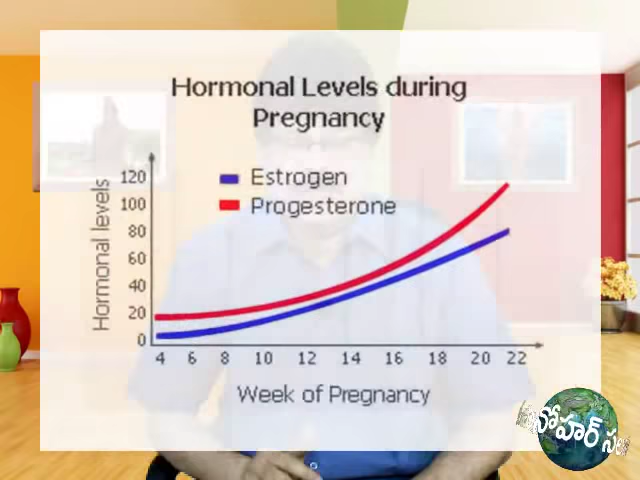 Hormonal Levels during
Pregnancy
Estrogen
Progesterone
Hormonal levels
120
100
80
60
40
20
0
4 6 8 10 12 14 16 18 20 22
Week of Pregnancy